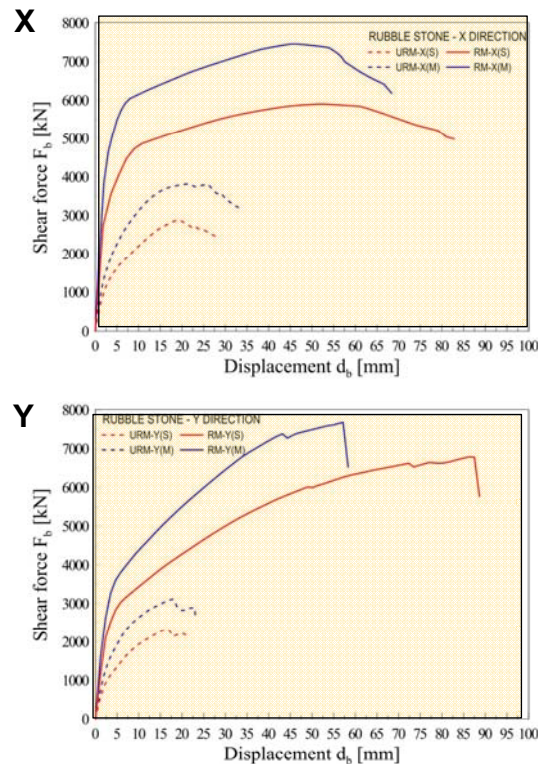 X
RUBBLE STONE - X DIRECTION
URM-X(S) RM-X(S)
URM-X(M) RM-X(M)
8000
7000
6000
5000
4000
3000
2000
1000
0
Shear force F_b [kN]
0 5 10 15 20 25 30 35 40 45 50 55 60 65 70 75 80 85 90 95 100
Displacement d_b [mm]
Y
RUBBLE STONE - Y DIRECTION
URM-Y(S) RM-Y(S)
URM-Y(M) RM-Y(M)
8000
7000
6000
5000
4000
3000
2000
1000
0
Shear force F_b [kN]
0 5 10 15 20 25 30 35 40 45 50 55 60 65 70 75 80 85 90 95 100
Displacement d_b [mm]